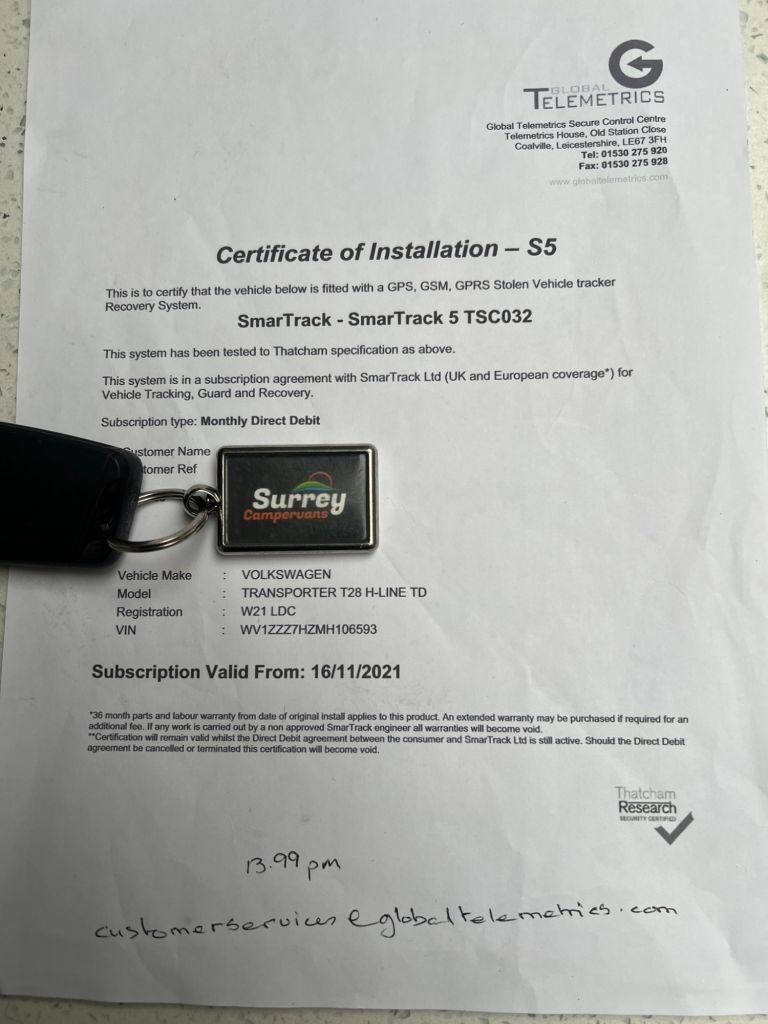 G
GLOBAL
TELEMETRICS
Global Telemetrics Secure Control Centre
Telemetrics House, Old Station Close
Coalville, Leicestershire, LE67 3FH
Tel: 01530 275 920
Fax: 01530 275 928
www.globaltelemetrics.com
Certificate of Installation – S5
This is to certify that the vehicle below is fitted with a GPS, GSM, GPRS Stolen Vehicle tracker
Recovery System.
SmarTrack - SmarTrack 5 TSC032
This system has been tested to Thatcham specification as above.
This system is in a subscription agreement with SmarTrack Ltd (UK and European coverage*) for
Vehicle Tracking, Guard and Recovery.
Subscription type: Monthly Direct Debit
ustomer Name
tomer Ref
Surrey
Campervans
Vehicle Make : VOLKSWAGEN
Model : TRANSPORTER T28 H-LINE TD
Registration : W21 LDC
VIN : WV1ZZZ7HZMH106593
Subscription Valid From: 16/11/2021
*36 month parts and labour warranty from date of original install applies to this product. An extended warranty may be purchased if required for an
additional fee. If any work is carried out by a non approved SmarTrack engineer all warranties will become void.
**Certification will remain valid whilst the Direct Debit agreement between the consumer and SmarTrack Ltd is still active. Should the Direct Debit
agreement be cancelled or terminated this certification will become void.
Thatcham
Research
SECURITY CERTIFIED
13.99 pm
customerservices@globaltelemetrics.com